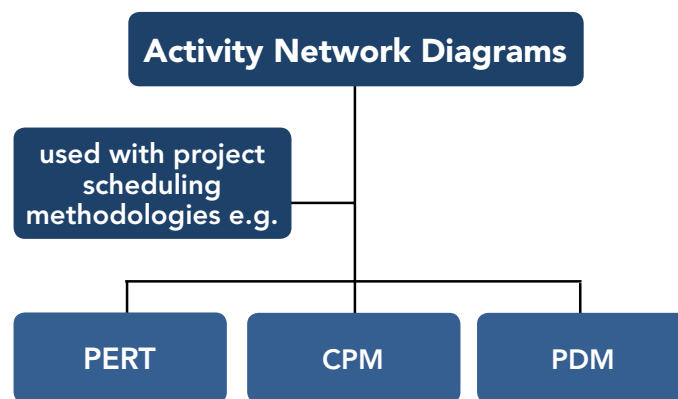 Activity Network Diagrams
used with project
scheduling
methodologies e.g.
PERT
CPM
PDM